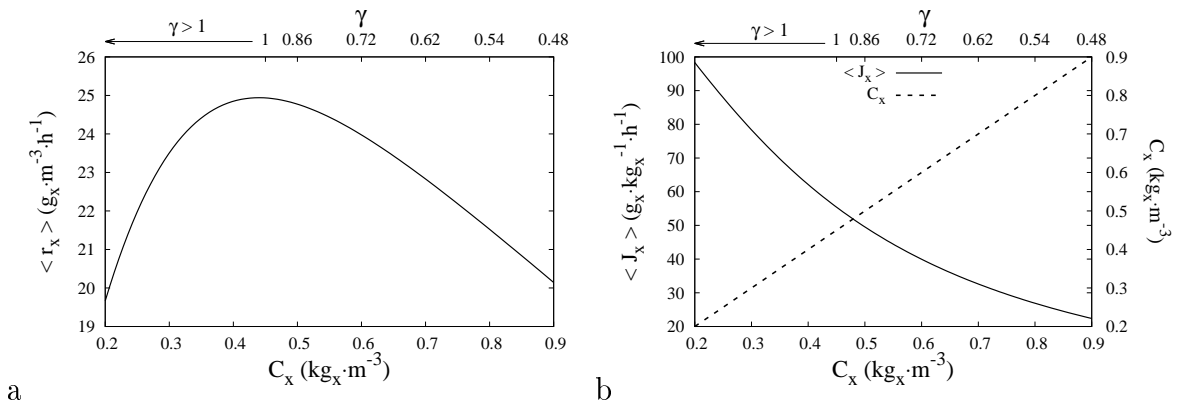 γ
γ > 1
1 0.86 0.72 0.62 0.54 0.48
26
25
24
23
22
21
20
19
< r_x > (g_x·m^-3·h^-1)
0.2 0.3 0.4 0.5 0.6 0.7 0.8 0.9
C_x (kg_x·m^-3)
a
γ
γ > 1
1 0.86 0.72 0.62 0.54 0.48
< J_x >
C_x
100
90
80
70
60
50
40
30
20
< J_x > (g_x·kg_x^-1·h^-1)
0.9
0.8
0.7
0.6
0.5
0.4
0.3
0.2
C_x (kg_x·m^-3)
0.2 0.3 0.4 0.5 0.6 0.7 0.8 0.9
C_x (kg_x·m^-3)
b